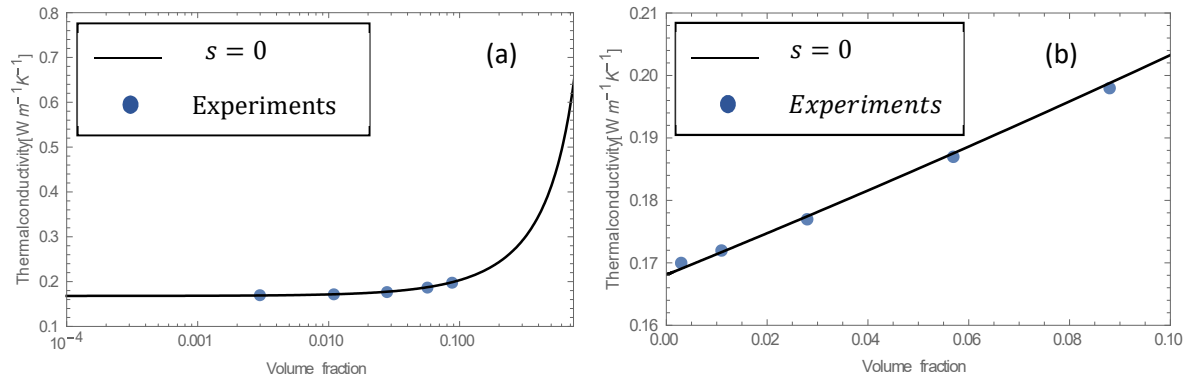 0.8
0.7
0.6
0.5
0.4
0.3
0.2
0.1
Thermalconductivity[W m⁻¹K⁻¹]
s = 0
Experiments
(a)
10⁻⁴
0.001
0.010
0.100
Volume fraction
0.21
0.20
0.19
0.18
0.17
0.16
Thermalconductivity[W m⁻¹K⁻¹]
s = 0
Experiments
(b)
0.00
0.02
0.04
0.06
0.08
0.10
Volume fraction